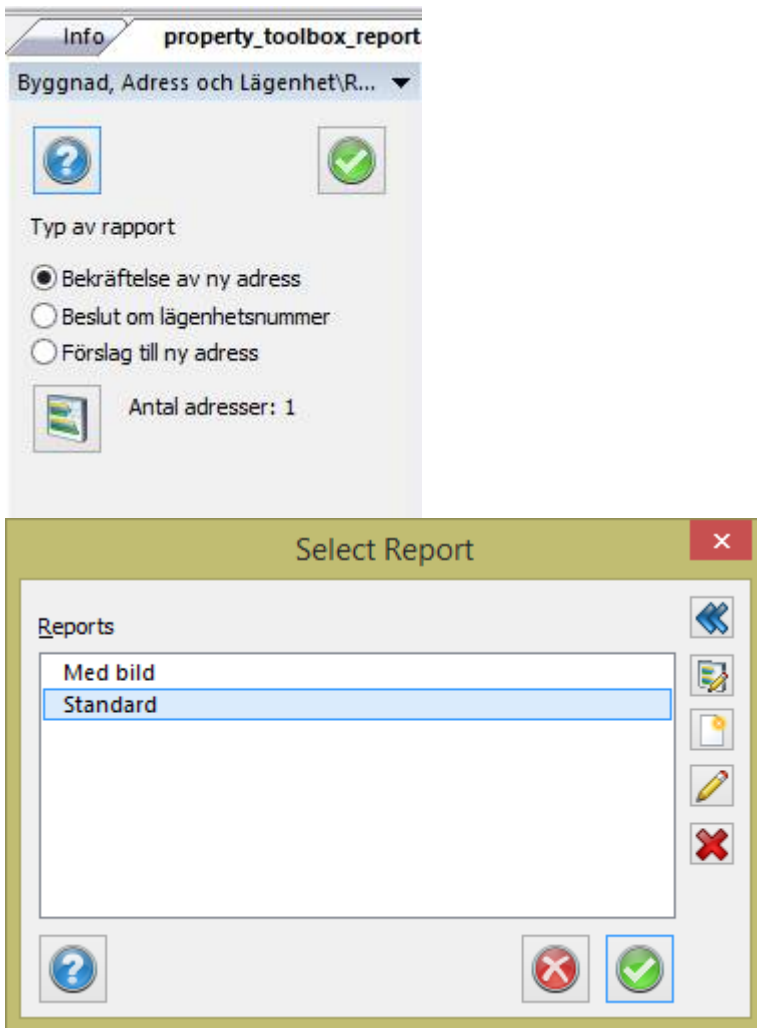 Info property_toolbox_report
Byggnad, Adress och Lägenhet\R...
Typ av rapport
Bekräftelse av ny adress
Beslut om lägenhetsnummer
Förslag till ny adress
Antal adresser: 1
Select Report
Reports
Med bild
Standard